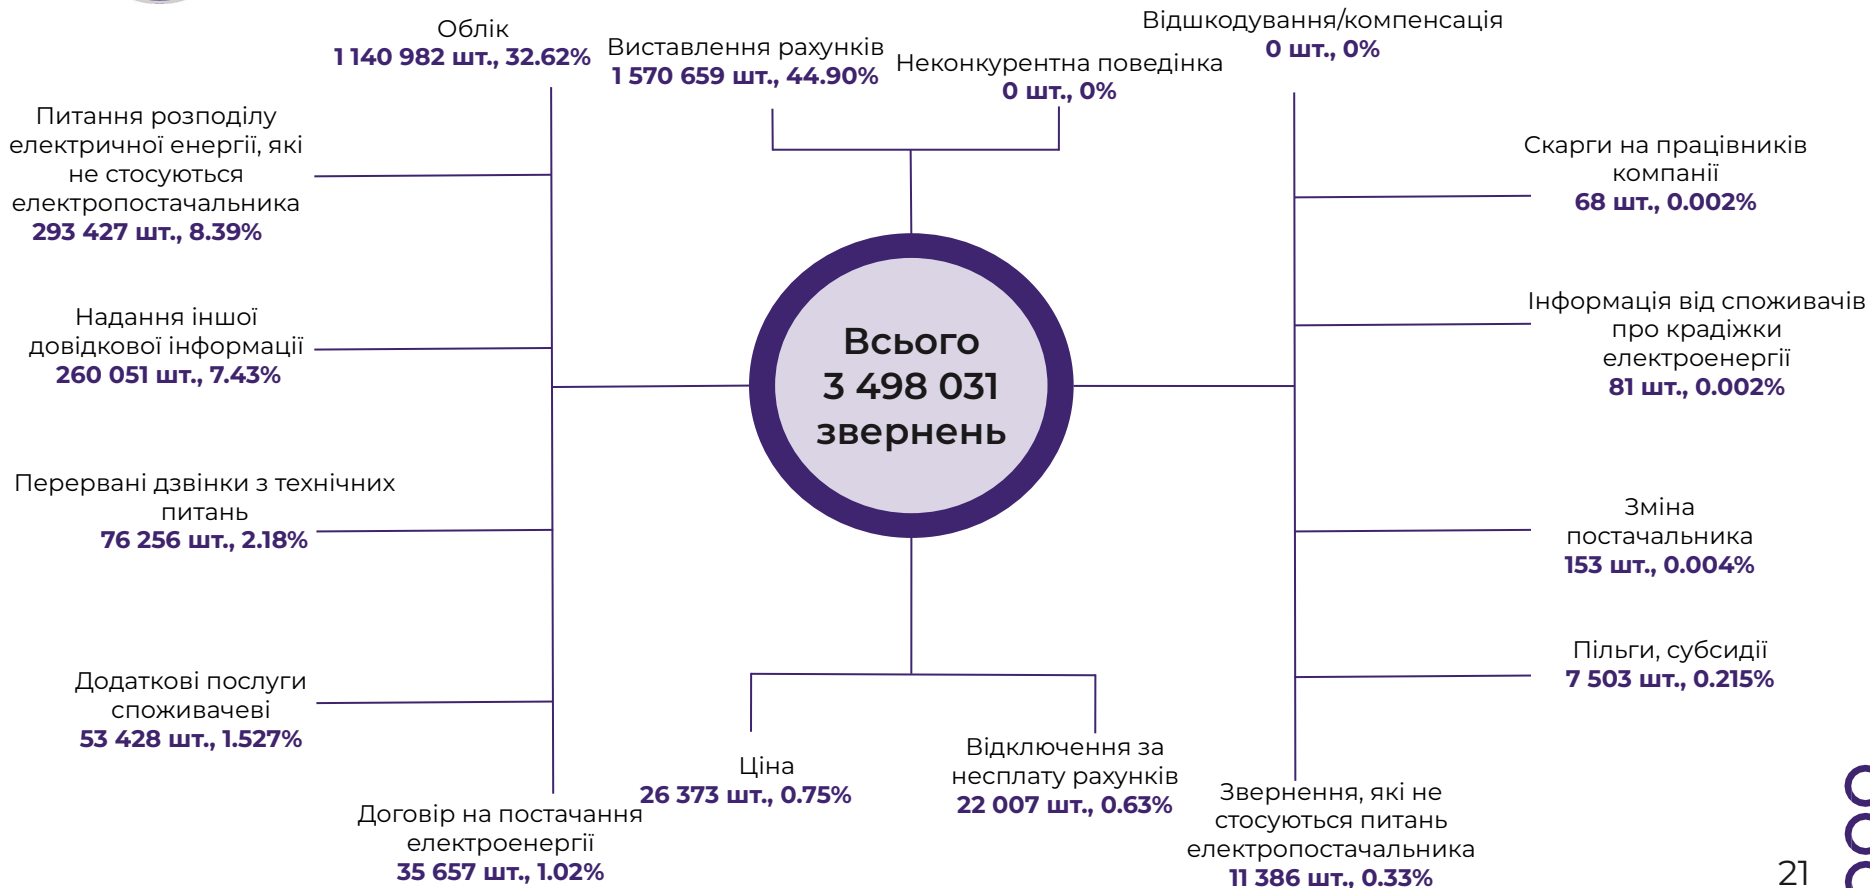 Облік
1 140 982 шт., 32.62%
Виставлення рахунків
1 570 659 шт., 44.90%
Неконкурентна поведінка
0 шт., 0%
Відшкодування/компенсація
0 шт., 0%
Питання розподілу
електричної енергії, які
не стосуються
електропостачальника
293 427 шт., 8.39%
Скарги на працівників
компанії
68 шт., 0.002%
Надання іншої
довідкової інформації
260 051 шт., 7.43%
Всього
3 498 031
звернень
Інформація від споживачів
про крадіжки
електроенергії
81 шт., 0.002%
Перервані дзвінки з технічних
питань
76 256 шт., 2.18%
Зміна
постачальника
153 шт., 0.004%
Додаткові послуги
споживачеві
53 428 шт., 1.527%
Пільги, субсидії
7 503 шт., 0.215%
Договір на постачання
електроенергії
35 657 шт., 1.02%
Ціна
26 373 шт., 0.75%
Відключення за
несплату рахунків
22 007 шт., 0.63%
Звернення, які не
стосуються питань
електропостачальника
11 386 шт., 0.33%
21